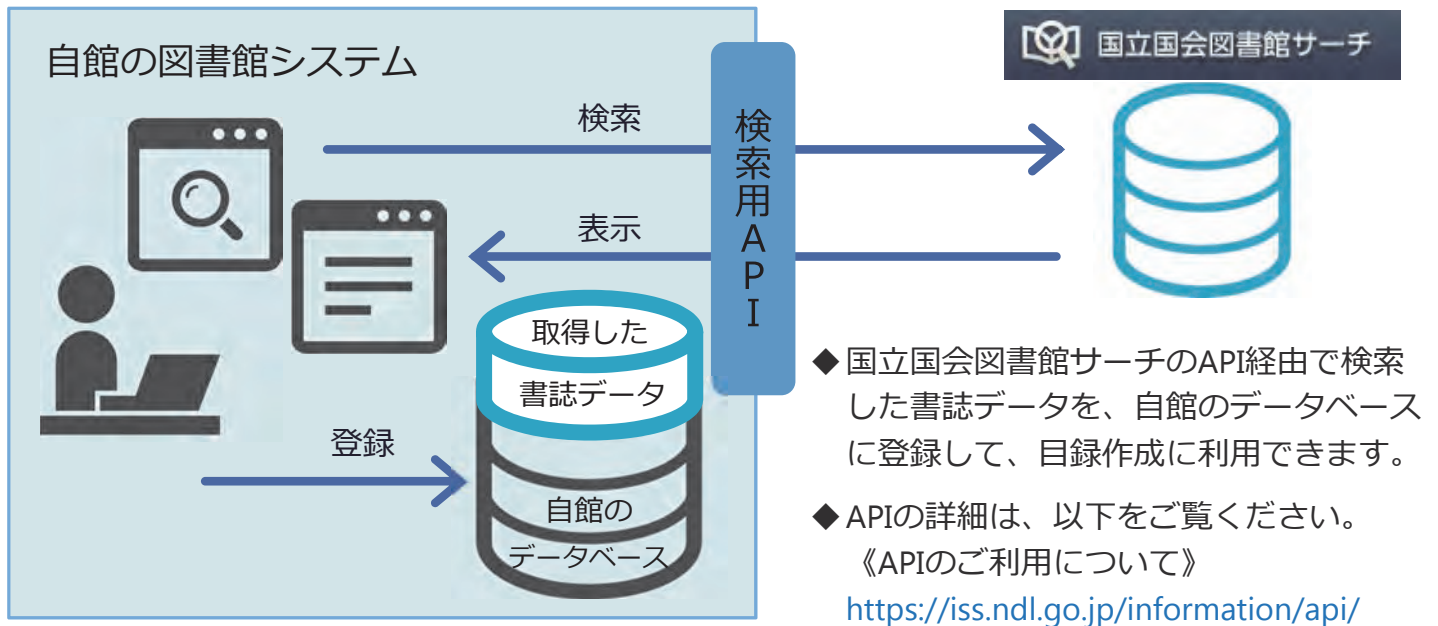 自館の図書館システム
国立国会図書館サーチ
検索
検索用API
表示
取得した
書誌データ
登録
自館の
データベース
◆国立国会図書館サーチのAPI経由で検索
した書誌データを、自館のデータベース
に登録して、目録作成に利用できます。
◆APIの詳細は、以下をご覧ください。
《APIのご利用について》
https://iss.ndl.go.jp/information/api/